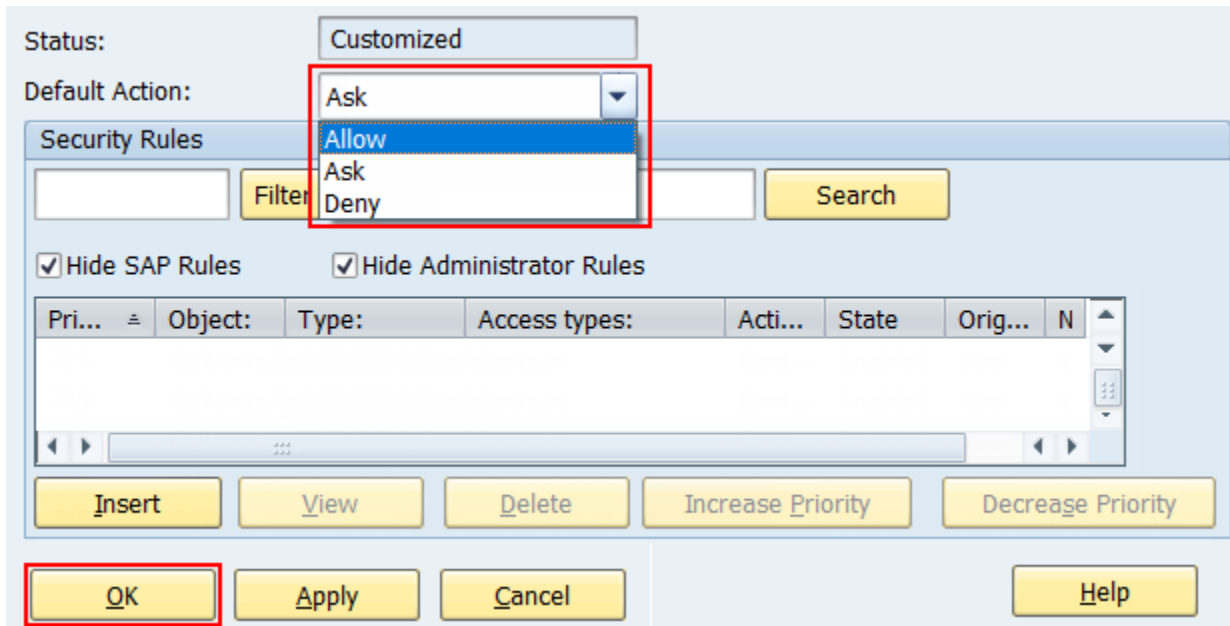 Status: Customized
Default Action: Ask
Security Rules
Allow
Ask
Deny
Filter Search
Hide SAP Rules Hide Administrator Rules
Pri... Object: Type: Access types: Acti... State Orig... N
Insert View Delete Increase Priority Decrease Priority
OK Apply Cancel Help